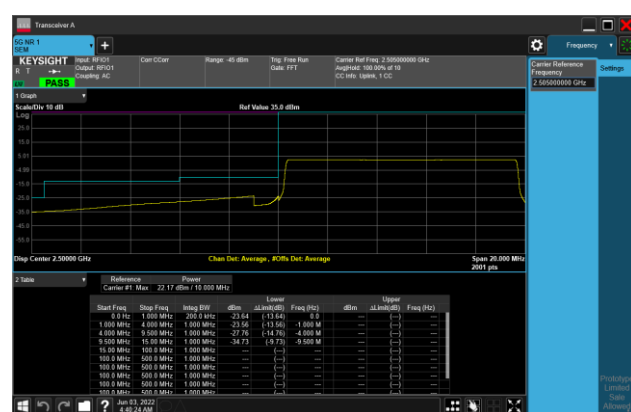 Transceiver A
5G NR 1
SEM
Frequency
KEYSIGHT
R T
PASS
Input: RFIO1
Output: RFIO1
Coupling: AC
Corr CCorr
Range: -45 dBm
Trig: Free Run
Gate: FFT
Carrier Ref Freq: 2.505000000 GHz
Avg|Hold: 100.00% of 10
CC Info: Uplink, 1 CC
Carrier Reference
Frequency
2.505000000 GHz
Settings
1 Graph
Scale/Div 10 dB
Ref Value 35.0 dBm
Log
25.0
15.0
5.01
-4.99
-15.0
-25.0
-35.0
-45.0
-55.0
Disp Center 2.50000 GHz
Chan Det: Average, #Offs Det: Average
Span 20.000 MHz
2001 pts
2 Table
Reference Power
Carrier #1 Max 22.17 dBm / 10.000 MHz
Lower Upper
Start Freq Stop Freq Integ BW dBm ΔLimit(dB) Freq (Hz) dBm ΔLimit(dB) Freq (Hz)
0.0 Hz 1.000 MHz 200.0 kHz -23.64 (-13.64) 0.0 --- (---) ---
1.000 MHz 4.000 MHz 1.000 MHz -23.56 (-13.56) -1.000 M --- (---) ---
4.000 MHz 9.500 MHz 1.000 MHz -27.76 (-14.76) -4.000 M --- (---) ---
9.500 MHz 15.00 MHz 1.000 MHz -34.73 (-9.73) -9.500 M --- (---) ---
15.00 MHz 100.0 MHz 1.000 MHz --- (---) --- --- (---) ---
100.0 MHz 500.0 MHz 1.000 MHz --- (---) --- --- (---) ---
100.0 MHz 500.0 MHz 1.000 MHz --- (---) --- --- (---) ---
100.0 MHz 500.0 MHz 1.000 MHz --- (---) --- --- (---) ---
100.0 MHz 500.0 MHz 1.000 MHz --- (---) --- --- (---) ---
100.0 MHz 500.0 MHz 1.000 MHz --- (---) --- --- (---) ---
Jun 03, 2022
4:40:24 AM
Prototype
Limited
Sale
Allowed